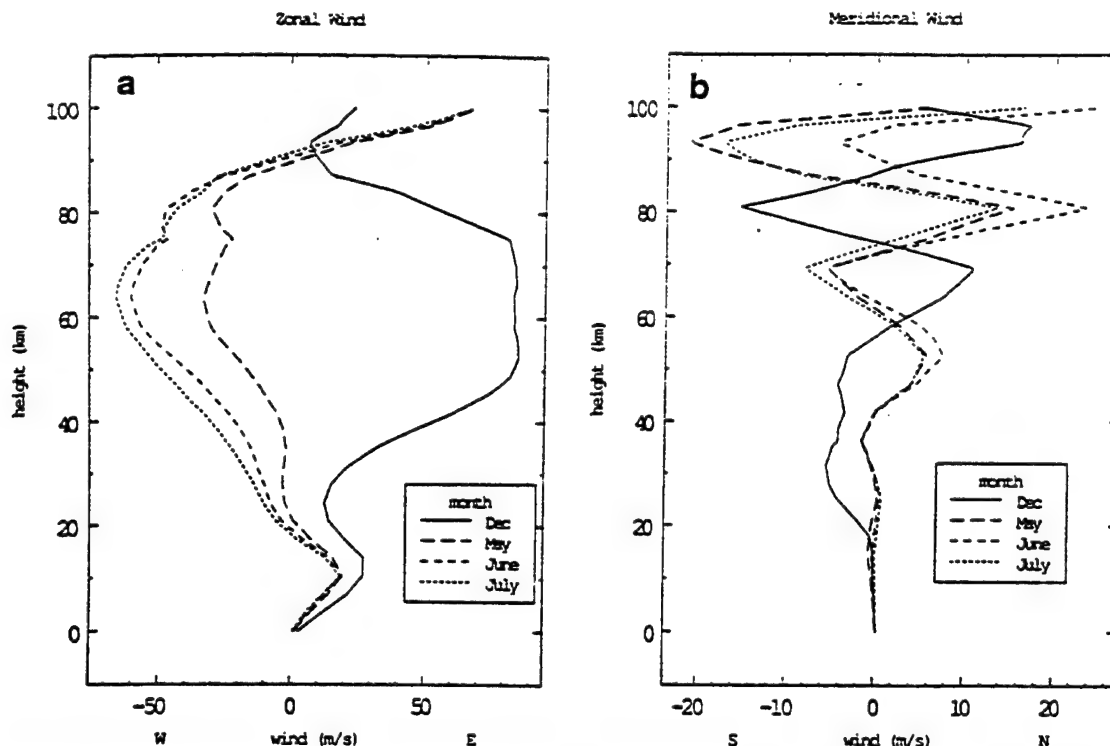 Zonal Wind
a
100
80
60
40
20
0
height (km)
month
Dec
May
June
July
-50
0
50
W
wind (m/s)
E
Meridional Wind
b
100
80
60
40
20
0
height (km)
month
Dec
May
June
July
-20
-10
0
10
20
S
wind (m/s)
N